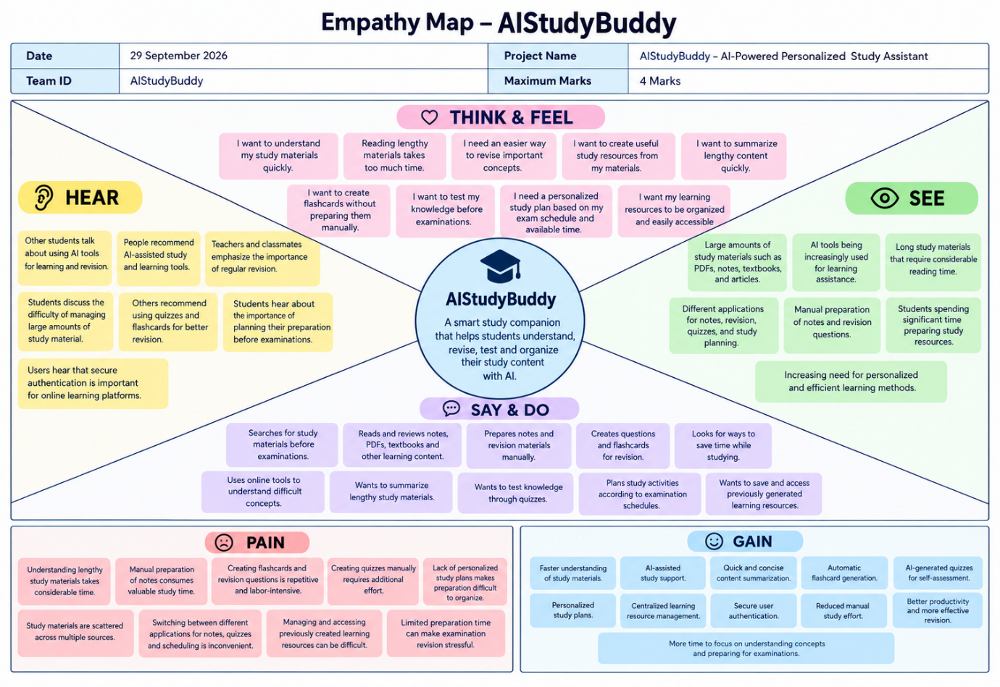 Empathy Map – AIStudyBuddy
Date
29 September 2026
Project Name
AIStudyBuddy – AI-Powered Personalized Study Assistant
Team ID
AIStudyBuddy
Maximum Marks
4 Marks
THINK & FEEL
I want to understand
my study materials
quickly.
Reading lengthy
materials takes
too much time.
I need an easier way
to revise important
concepts.
I want to create useful
study resources from
my materials.
I want to summarize
lengthy content
quickly.
I want to create
flashcards without
preparing them
manually.
I want to test my
knowledge before
examinations.
I need a personalized
study plan based on my
exam schedule and
available time.
I want my learning
resources to be organized
and easily accessible
HEAR
Other students talk
about using AI tools
for learning and revision.
People recommend
AI-assisted study
and learning tools.
Teachers and classmates
emphasize the importance
of regular revision.
Students discuss the
difficulty of managing
large amounts of
study material.
Others recommend
using quizzes and
flashcards for better
revision.
Students hear about
the importance of
planning their preparation
before examinations.
Users hear that secure
authentication is important
for online learning platforms.
AIStudyBuddy
A smart study companion
that helps students understand,
revise, test and organize
their study content
with AI.
SEE
Large amounts of
study materials such as
PDFs, notes, textbooks,
and articles.
AI tools being
increasingly used
for learning
assistance.
Long study materials
that require considerable
reading time.
Different applications
for notes, revision,
quizzes, and study
planning.
Manual preparation
of notes and revision
questions.
Students spending
significant time
preparing study
resources.
Increasing need for personalized
and efficient learning methods.
SAY & DO
Searches for study
materials before
examinations.
Reads and reviews notes,
PDFs, textbooks and
other learning content.
Prepares notes and
revision materials
manually.
Creates questions
and flashcards
for revision.
Looks for ways to
save time while
studying.
Uses online tools to
understand difficult
concepts.
Wants to summarize
lengthy study materials.
Wants to test knowledge
through quizzes.
Plans study activities
according to examination
schedules.
Wants to save and access
previously generated
learning resources.
PAIN
Understanding lengthy
study materials takes
considerable time.
Manual preparation
of notes consumes
valuable study time.
Creating flashcards and
revision questions is repetitive
and labor-intensive.
Creating quizzes manually
requires additional
effort.
Lack of personalized
study plans makes
preparation difficult
to organize.
Study materials are scattered
across multiple sources.
Switching between different
applications for notes, quizzes
and scheduling is inconvenient.
Managing and accessing
previously created learning
resources can be difficult.
Limited preparation time
can make examination
revision stressful.
GAIN
Faster understanding
of study materials.
AI-assisted
study support.
Quick and concise
content summarization.
Automatic
flashcard generation.
AI-generated quizzes
for self-assessment.
Personalized
study plans.
Centralized learning
resource management.
Secure user
authentication.
Reduced manual
study effort.
Better productivity
and more effective
revision.
More time to focus on understanding concepts
and preparing for examinations.